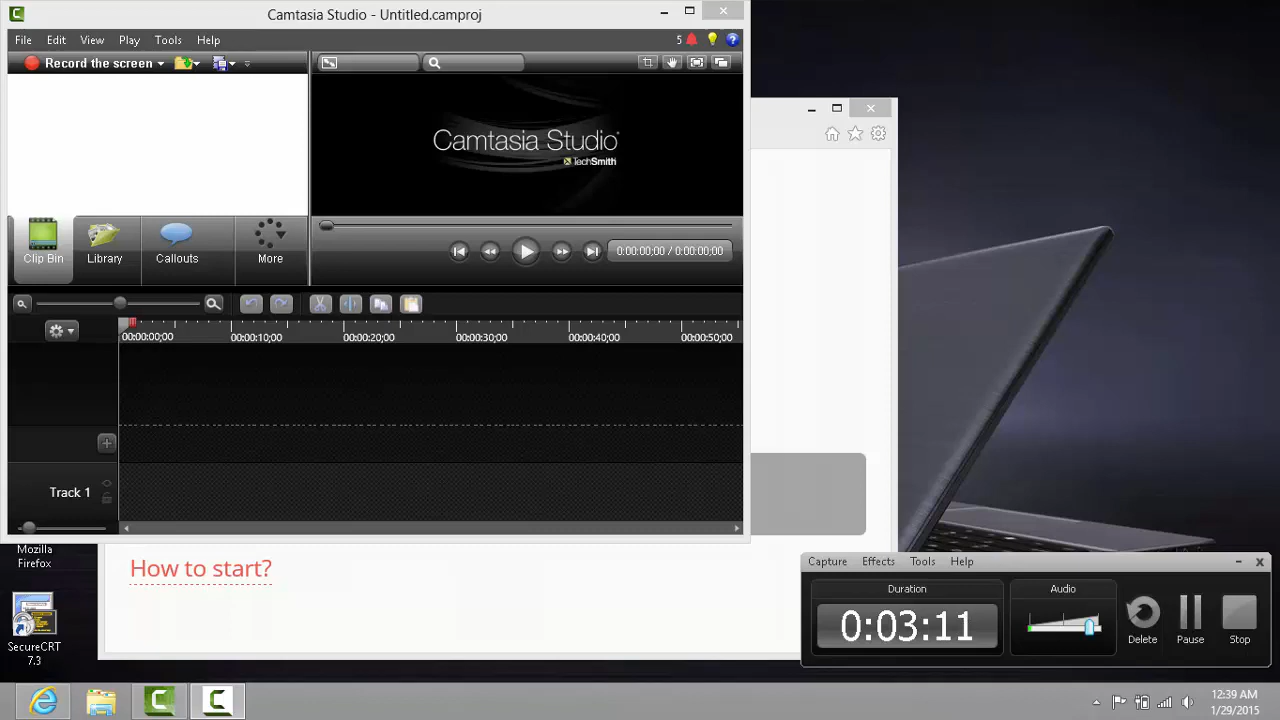 Camtasia Studio - Untitled.camproj
File Edit View Play Tools Help
5
Record the screen
Camtasia Studio
TechSmith
Clip Bin
Library
Callouts
More
0:00:00;00 / 0:00:00;00
00:00:00;00 00:00:10;00 00:00:20;00 00:00:30;00 00:00:40;00 00:00:50;00
Track 1
Mozilla
Firefox
How to start?
SecureCRT
7.3
Capture Effects Tools Help
Duration
0:03:11
Audio
Delete
Pause
Stop
12:39 AM
1/29/2015